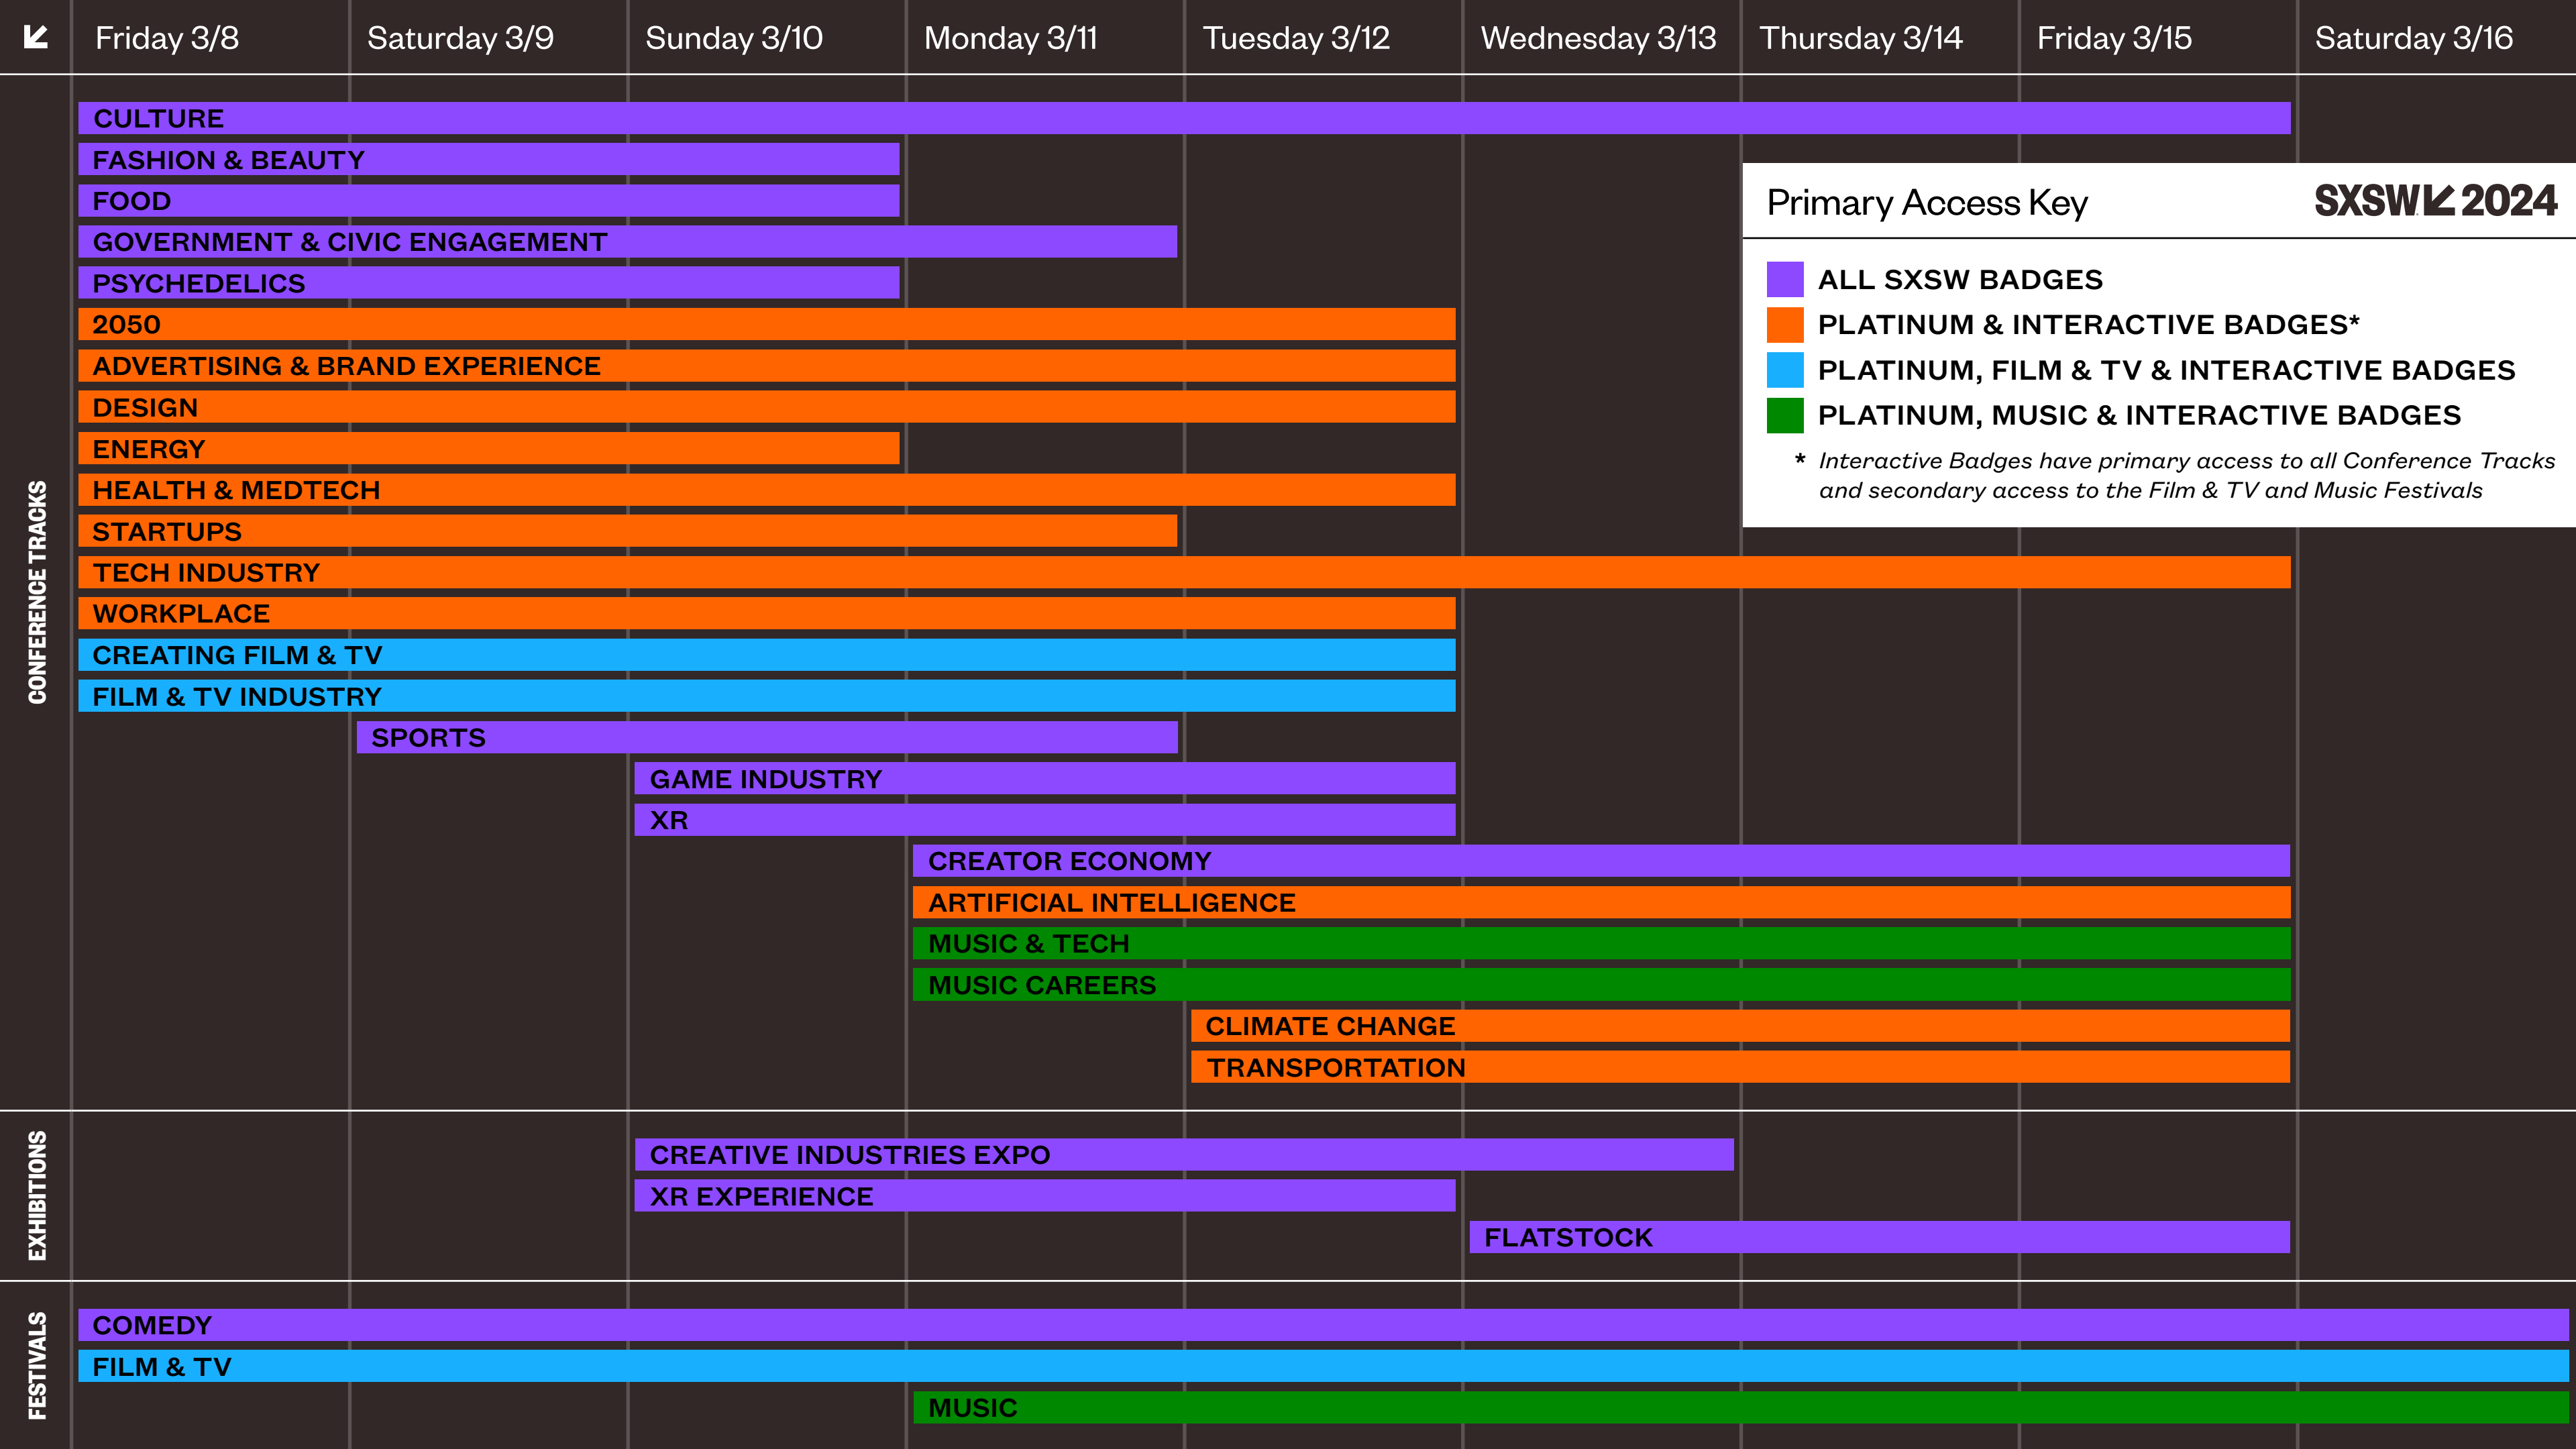 Friday 3/8 Saturday 3/9 Sunday 3/10 Monday 3/11 Tuesday 3/12 Wednesday 3/13 Thursday 3/14 Friday 3/15 Saturday 3/16
CONFERENCE TRACKS
CULTURE
FASHION & BEAUTY
FOOD
GOVERNMENT & CIVIC ENGAGEMENT
PSYCHEDELICS
2050
ADVERTISING & BRAND EXPERIENCE
DESIGN
ENERGY
HEALTH & MEDTECH
STARTUPS
TECH INDUSTRY
WORKPLACE
CREATING FILM & TV
FILM & TV INDUSTRY
SPORTS
GAME INDUSTRY
XR
CREATOR ECONOMY
ARTIFICIAL INTELLIGENCE
MUSIC & TECH
MUSIC CAREERS
CLIMATE CHANGE
TRANSPORTATION
Primary Access Key SXSW 2024
ALL SXSW BADGES
PLATINUM & INTERACTIVE BADGES*
PLATINUM, FILM & TV & INTERACTIVE BADGES
PLATINUM, MUSIC & INTERACTIVE BADGES
* Interactive Badges have primary access to all Conference Tracks
and secondary access to the Film & TV and Music Festivals
EXHIBITIONS
CREATIVE INDUSTRIES EXPO
XR EXPERIENCE
FLATSTOCK
FESTIVALS
COMEDY
FILM & TV
MUSIC